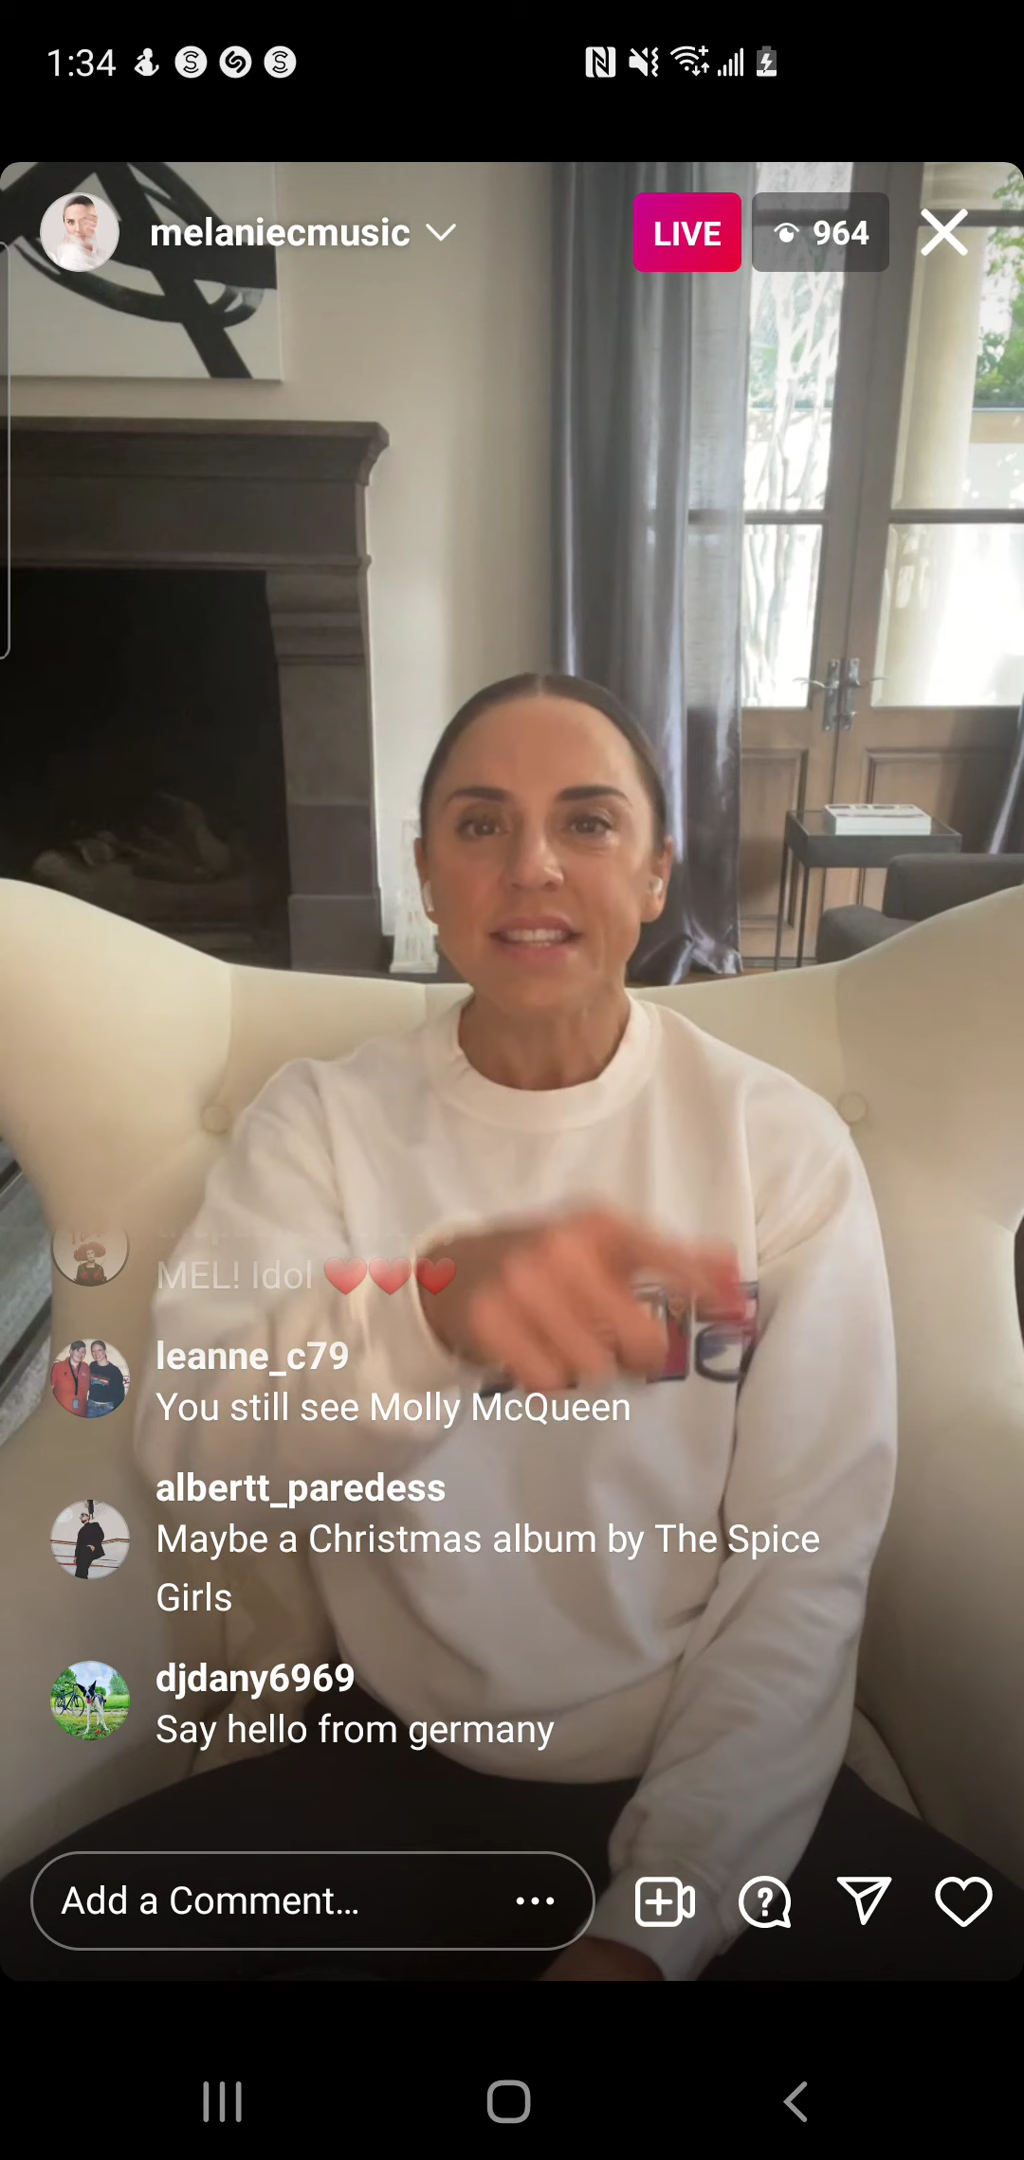 1:34
melaniecmusic
LIVE
964
MEL! Idol ❤️❤️❤️
leanne_c79
You still see Molly McQueen
albertt_paredess
Maybe a Christmas album by The Spice
Girls
djdany6969
Say hello from germany
Add a Comment...